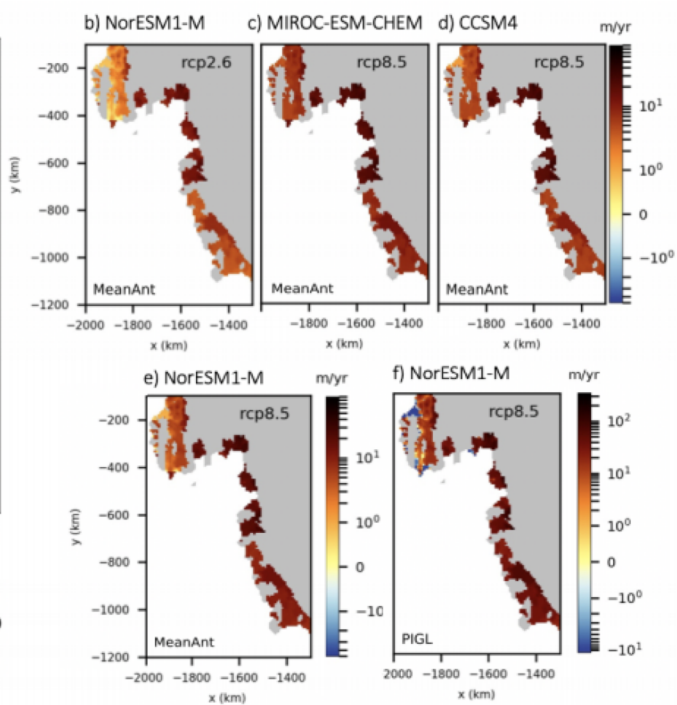 b) NorESM1-M c) MIROC-ESM-CHEM d) CCSM4 m/yr
rcp2.6 rcp8.5 rcp8.5
−200
−400
−600
−800
−1000
−1200
y (km)
10¹
10⁰
0
−10⁰
MeanAnt MeanAnt MeanAnt
−2000 −1800 −1600 −1400 −1800 −1600 −1400 −1800 −1600 −1400
x (km) x (km) x (km)
e) NorESM1-M m/yr f) NorESM1-M m/yr
rcp8.5 rcp8.5
−200
−400
−600
−800
−1000
−1200
y (km)
10¹
10⁰
0
−10
10²
10¹
10⁰
0
−10⁰
−10¹
MeanAnt PIGL
−2000 −1800 −1600 −1400 2000 −1800 −1600 −1400
x (km) x (km)